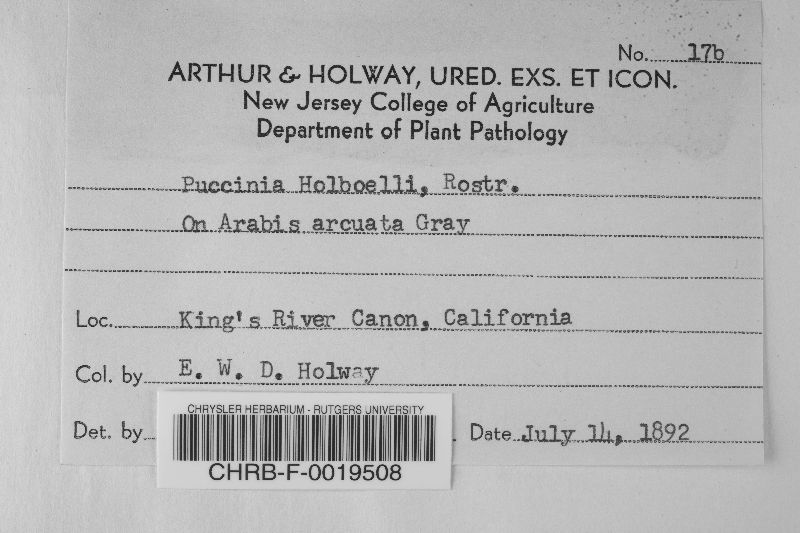 No. 17b
ARTHUR & HOLWAY, URED. EXS. ET ICON.
New Jersey College of Agriculture
Department of Plant Pathology
Puccinia Holboelli, Rostr.
On Arabis arcuata Gray
Loc. King's River Canon, California
Col. by E. W. D. Holway
Det. by Date July 14, 1892
CHRYSLER HERBARIUM - RUTGERS UNIVERSITY
CHRB-F-0019508